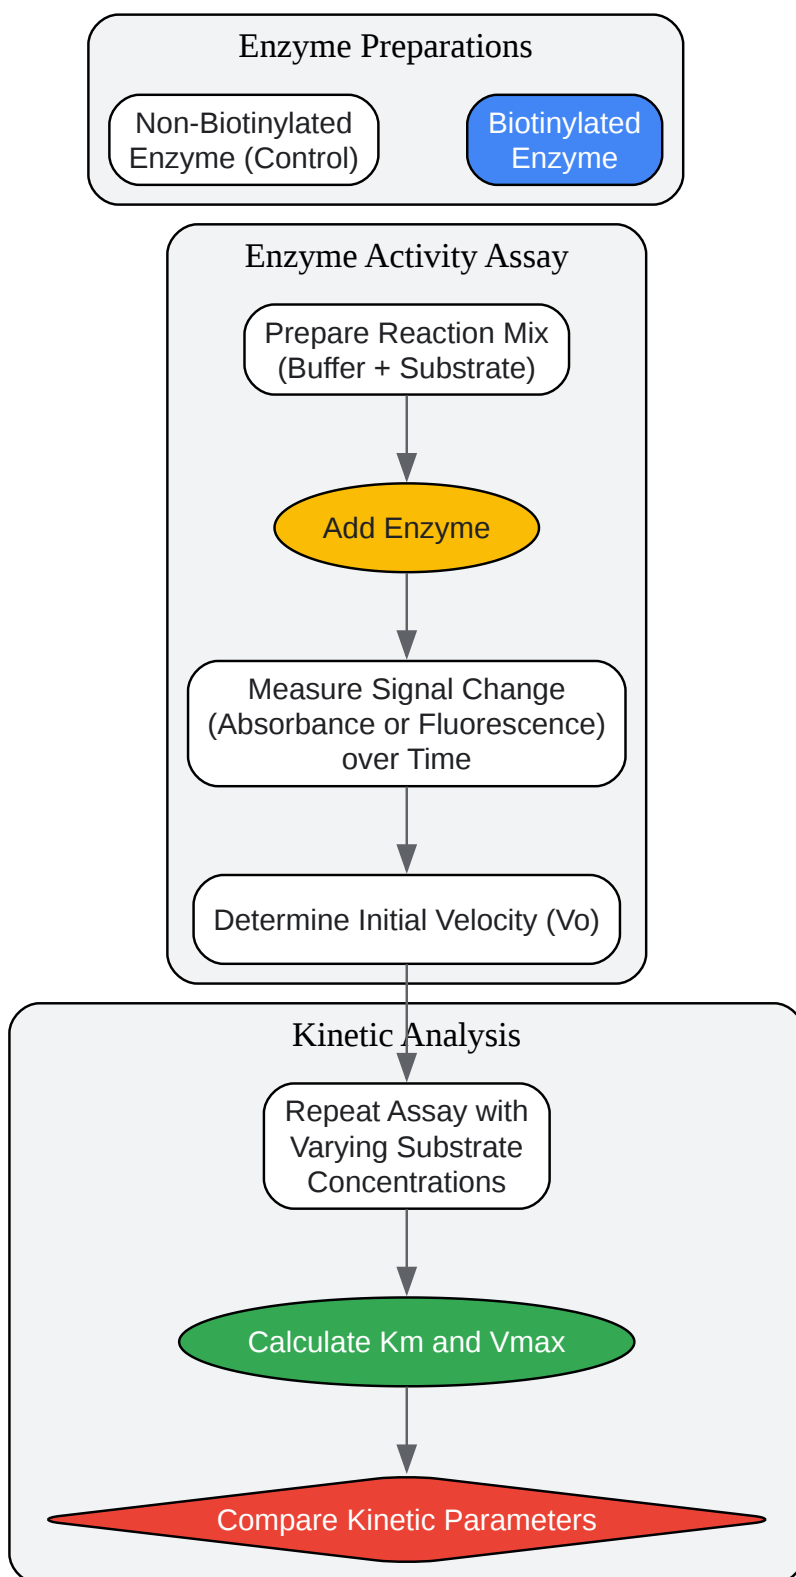 Enzyme Preparations
Non-Biotinylated
Enzyme (Control)
Biotinylated
Enzyme
Enzyme Activity Assay
Prepare Reaction Mix
(Buffer + Substrate)
Add Enzyme
Measure Signal Change
(Absorbance or Fluorescence)
over Time
Determine Initial Velocity (Vo)
Kinetic Analysis
Repeat Assay with
Varying Substrate
Concentrations
Calculate Km and Vmax
Compare Kinetic Parameters